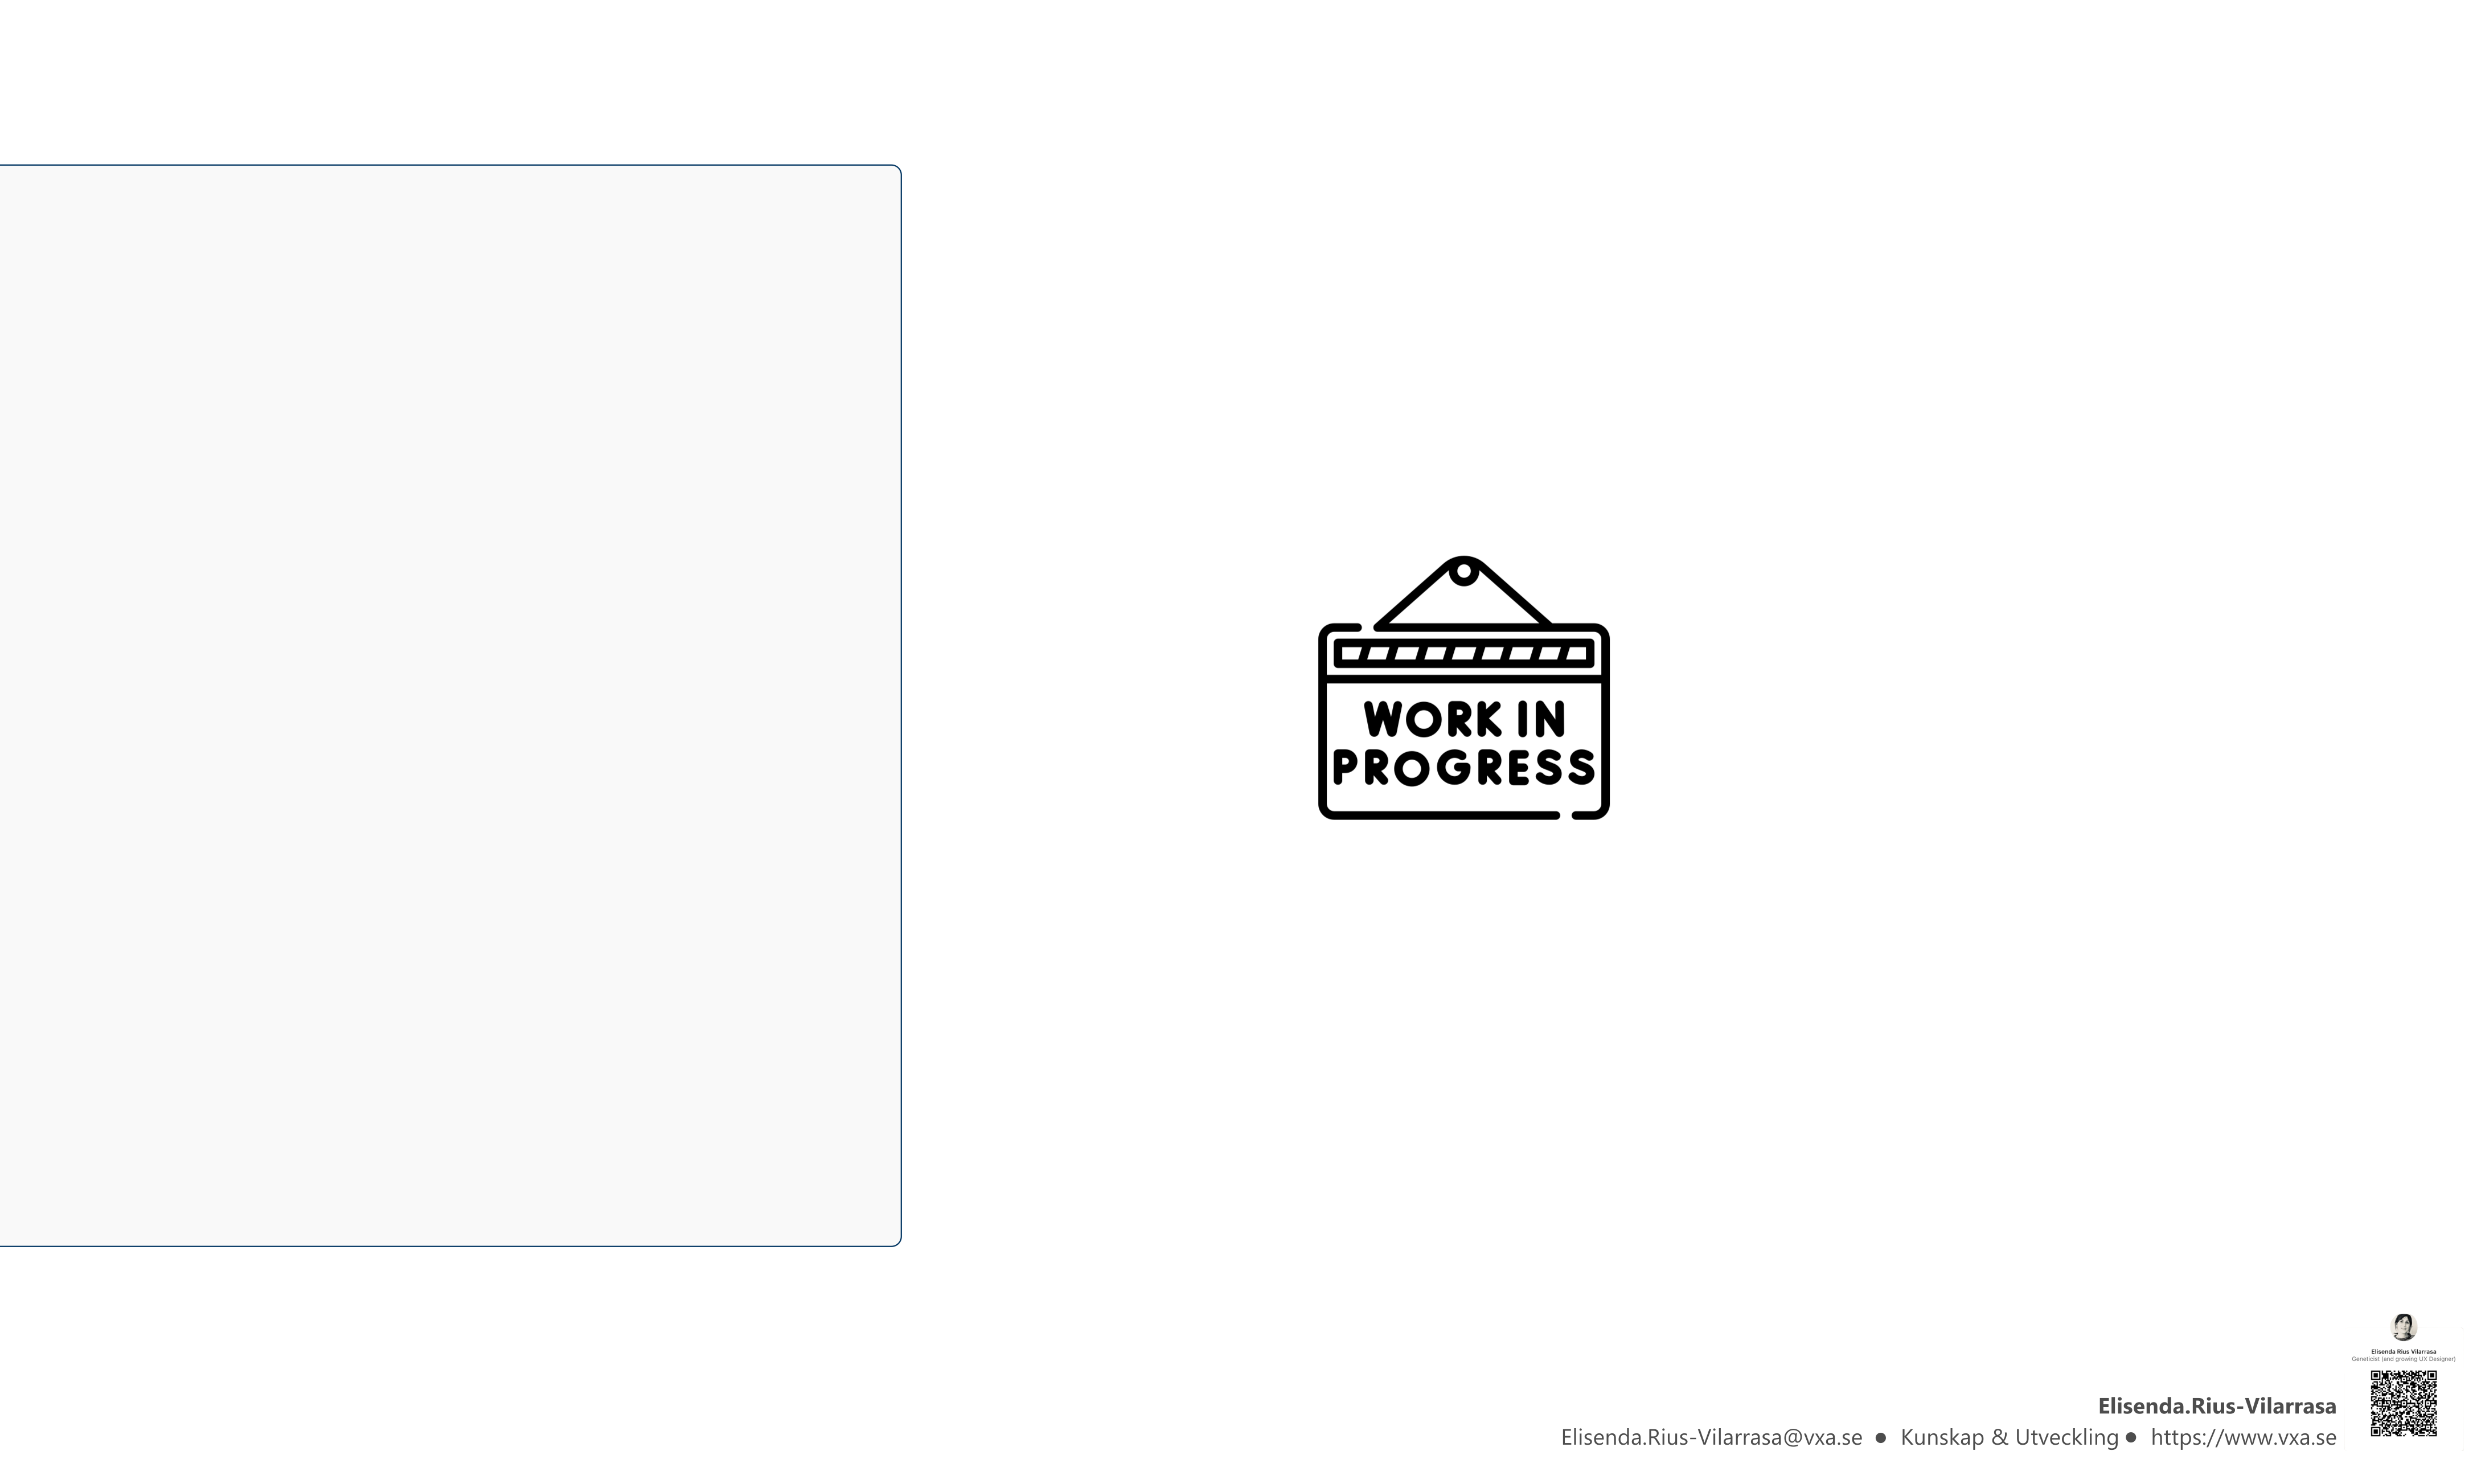 WORK IN
PROGRESS
Elisenda Rius Vilarrasa
Geneticist (and growing UX Designer)
Elisenda.Rius-Vilarrasa
Elisenda.Rius-Vilarrasa@vxa.se ● Kunskap & Utveckling ● https://www.vxa.se